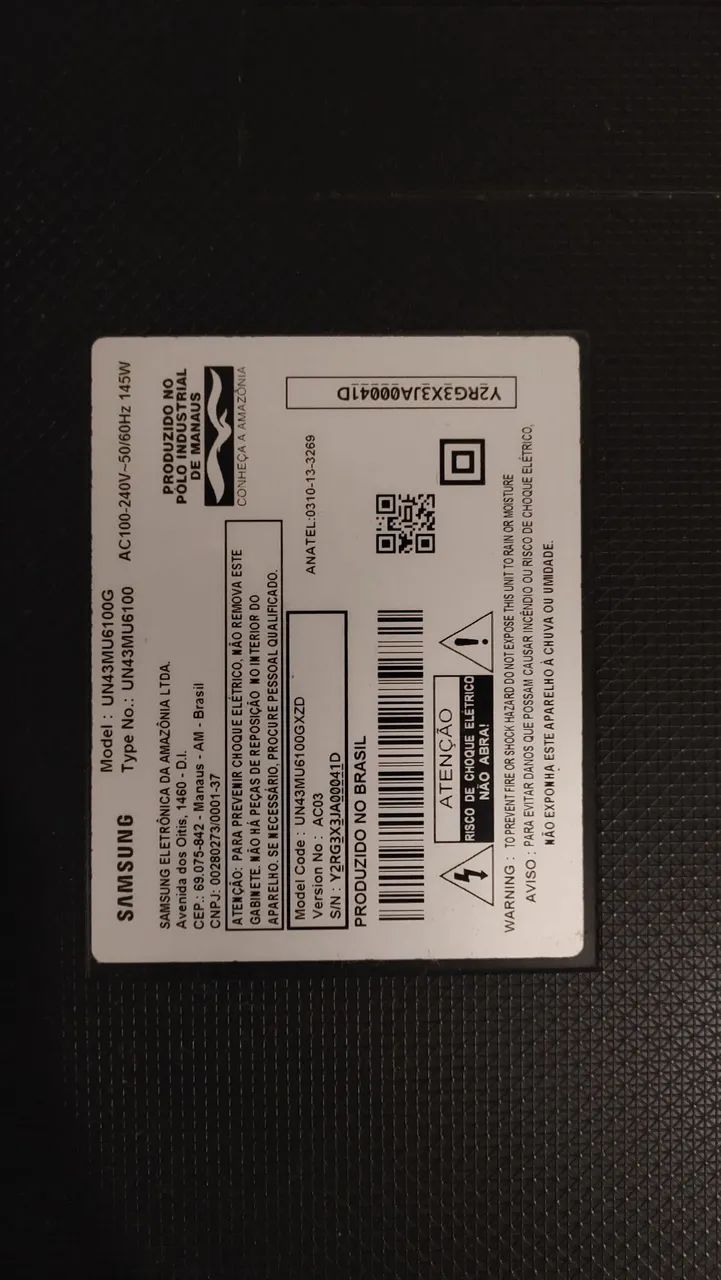 SAMSUNG
Model : UN43MU6100G
Type No.: UN43MU6100
AC100-240V~50/60Hz 145W
SAMSUNG ELETRÔNICA DA AMAZÔNIA LTDA.
Avenida dos Oitis, 1460 - D.I.
CEP.: 69.075-842 - Manaus - AM - Brasil
CNPJ: 00280273/0001-37
PRODUZIDO NO
POLO INDUSTRIAL
DE MANAUS
CONHEÇA A AMAZÔNIA
ATENÇÃO: PARA PREVENIR CHOQUE ELÉTRICO, NÃO REMOVA ESTE
GABINETE. NÃO HÁ PEÇAS DE REPOSIÇÃO NO INTERIOR DO
APARELHO. SE NECESSÁRIO, PROCURE PESSOAL QUALIFICADO.
Model Code : UN43MU6100GXZD
Version No : AC03
S/N : Y2RG3X3JA00041D
ANATEL:0310-13-3269
Y2RG3X3JA00041D
PRODUZIDO NO BRASIL
ATENÇÃO
RISCO DE CHOQUE ELÉTRICO
NÃO ABRA!
WARNING : TO PREVENT FIRE OR SHOCK HAZARD DO NOT EXPOSE THIS UNIT TO RAIN OR MOISTURE
AVISO : PARA EVITAR DANOS QUE POSSAM CAUSAR INCÊNDIO OU RISCO DE CHOQUE ELÉTRICO,
NÃO EXPONHA ESTE APARELHO À CHUVA OU UMIDADE.